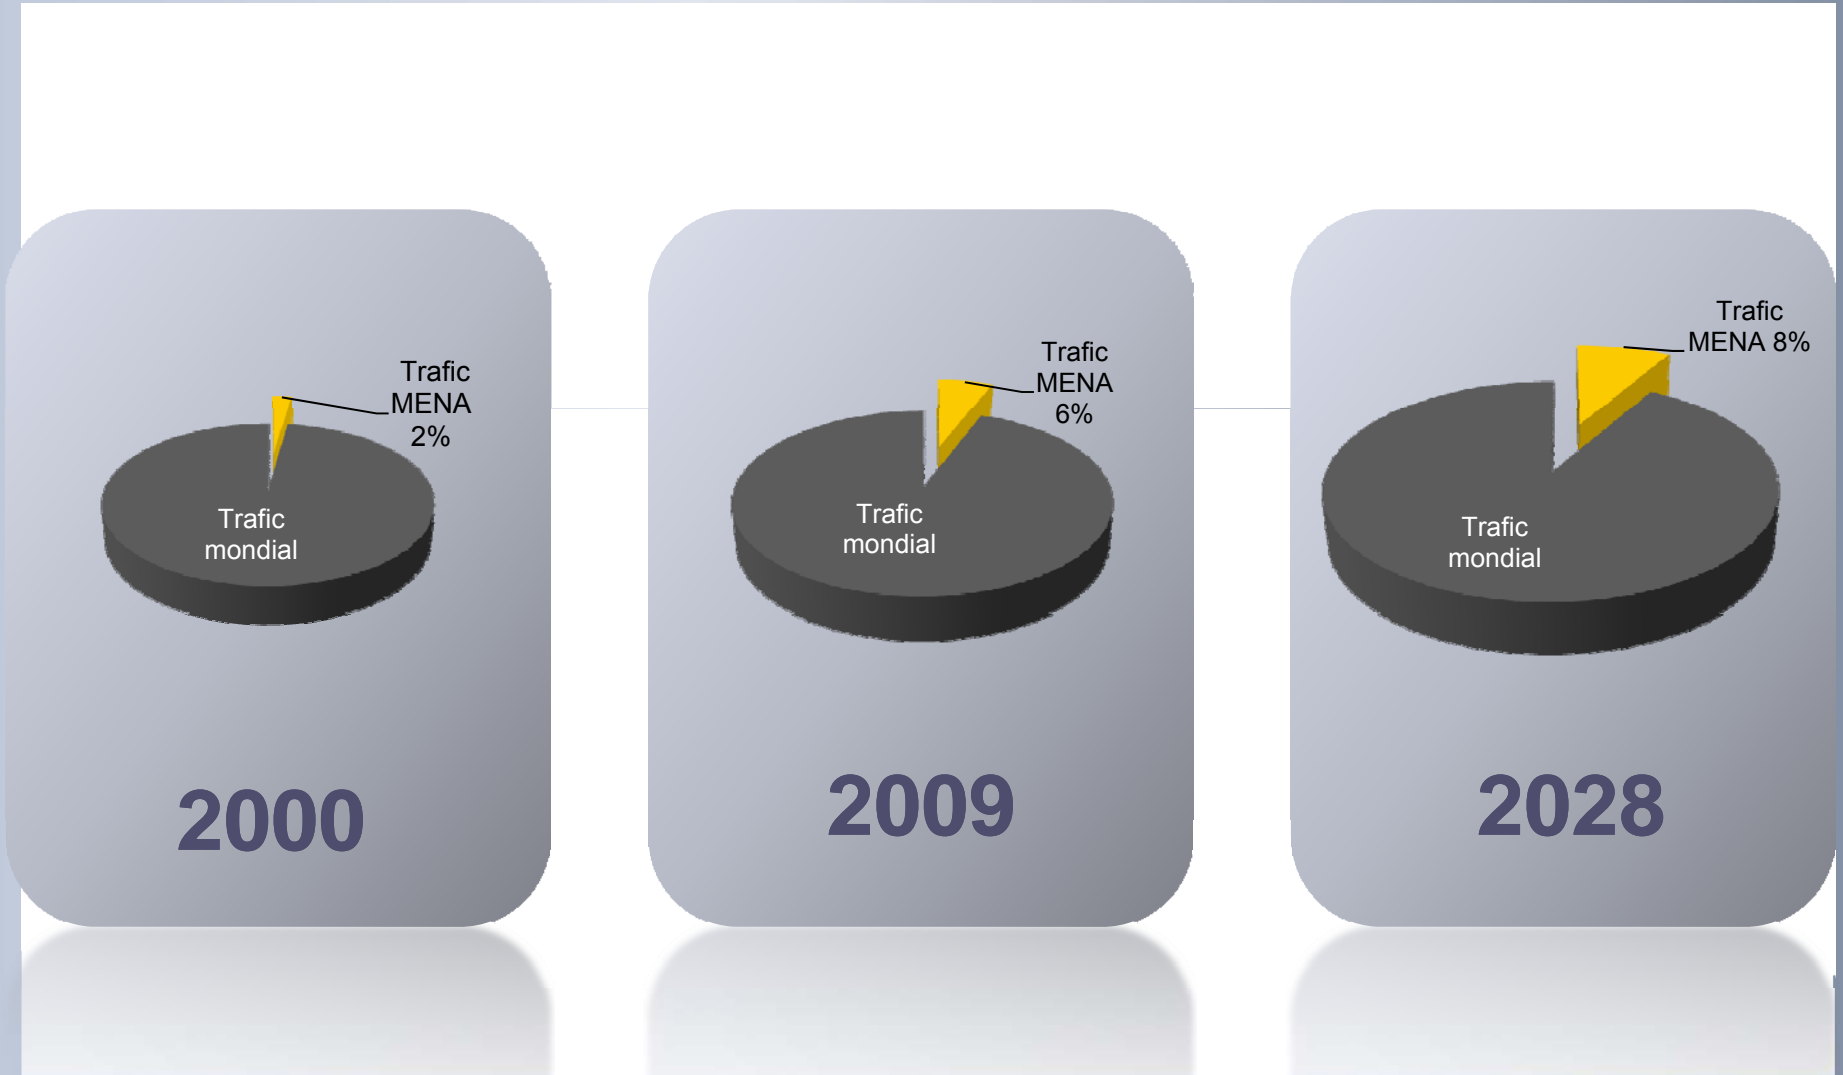 Trafic
MENA
2%
Trafic
mondial
2000
Trafic
MENA
6%
Trafic
mondial
2009
Trafic
MENA 8%
Trafic
mondial
2028